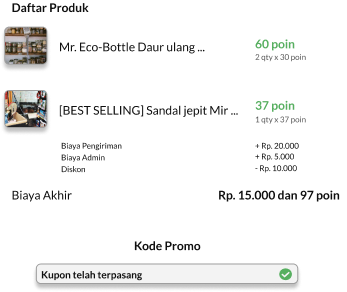 Daftar Produk
Mr. Eco-Bottle Daur ulang ...
60 poin
2 qty x 30 poin
[BEST SELLING] Sandal jepit Mir ...
37 poin
1 qty x 37 poin
Biaya Pengiriman + Rp. 20.000
Biaya Admin + Rp. 5.000
Diskon - Rp. 10.000
Biaya Akhir Rp. 15.000 dan 97 poin
Kode Promo
Kupon telah terpasang